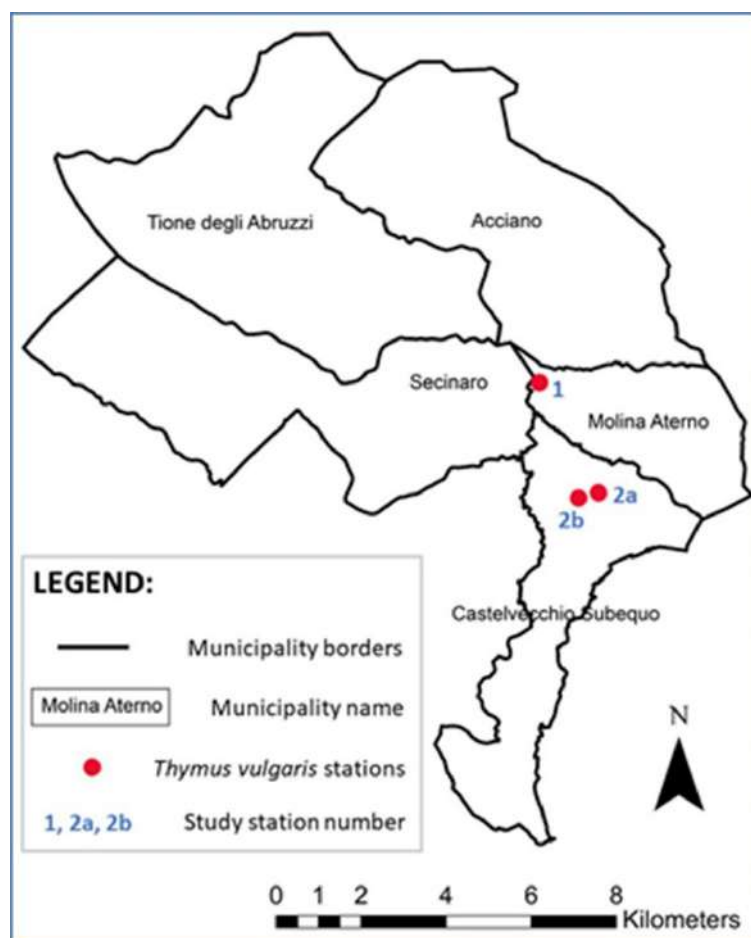 Tione degli Abruzzi
Acciano
Secinaro
1
Molina Aterno
2a
2b
Castelvecchio Subequo
LEGEND:
Municipality borders
Molina Aterno Municipality name
Thymus vulgaris stations
1, 2a, 2b Study station number
N
0 1 2 4 6 8
Kilometers